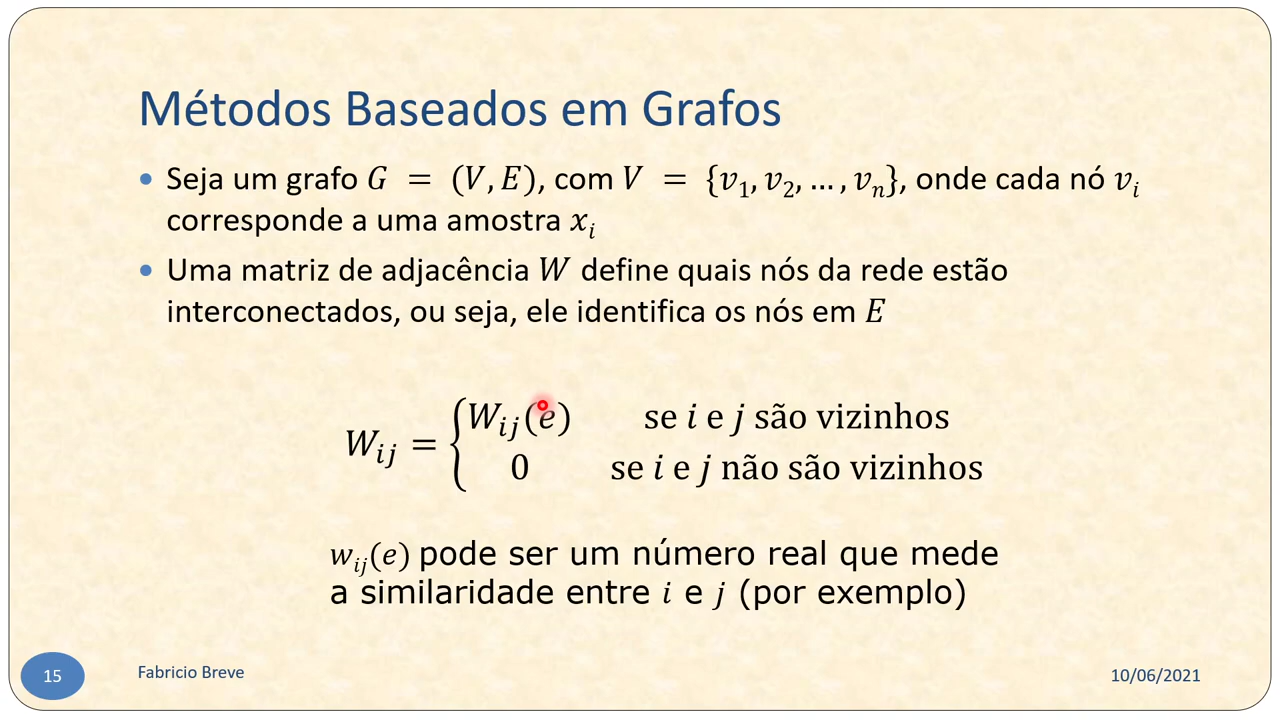 Métodos Baseados em Grafos
• Seja um grafo G = (V, E), com V = {v₁, v₂, … , vₙ}, onde cada nó vᵢ
corresponde a uma amostra xᵢ
• Uma matriz de adjacência W define quais nós da rede estão
interconectados, ou seja, ele identifica os nós em E
Wᵢⱼ = { Wᵢⱼ(e) se i e j são vizinhos
0 se i e j não são vizinhos
wᵢⱼ(e) pode ser um número real que mede
a similaridade entre i e j (por exemplo)
15 Fabricio Breve 10/06/2021